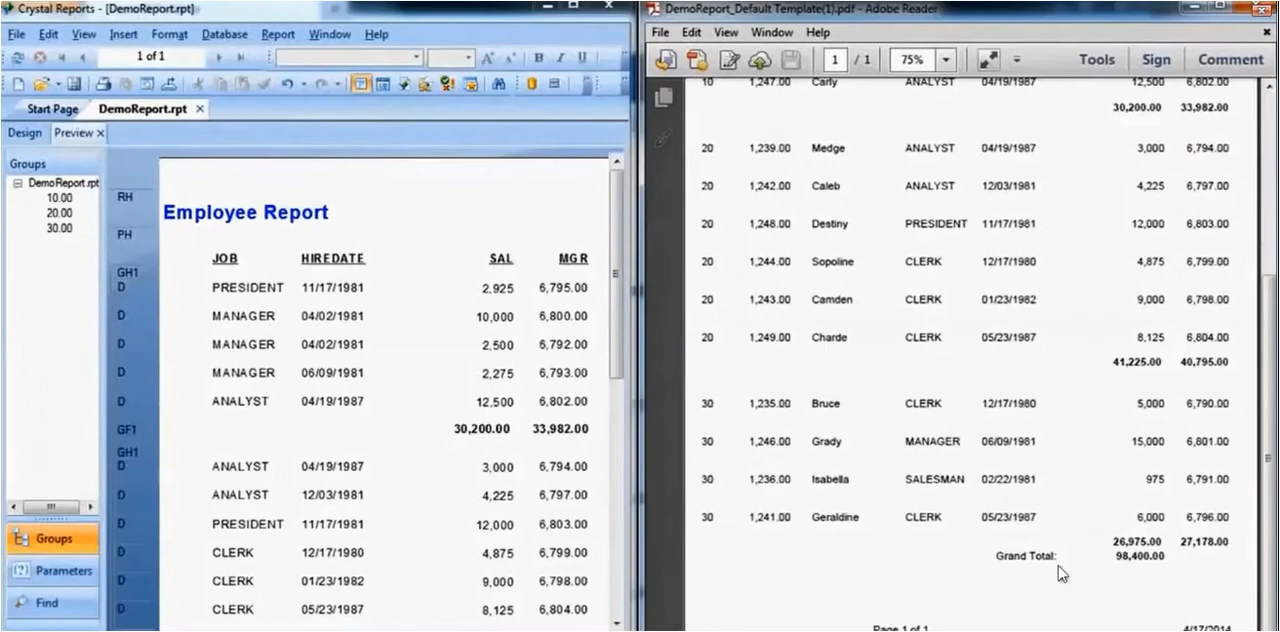 Crystal Reports - [DemoReport.rpt]
File Edit View Insert Format Database Report Window Help
1 of 1
B I U
Start Page DemoReport.rpt ×
Design Preview ×
Groups
DemoReport.rpt
10.00
20.00
30.00
Groups
Parameters
Find
RH
Employee Report
PH
JOB HIREDATE SAL MGR
GH1
D PRESIDENT 11/17/1981 2,925 6,795.00
D MANAGER 04/02/1981 10,000 6,800.00
D MANAGER 04/02/1981 2,500 6,792.00
D MANAGER 06/09/1981 2,275 6,793.00
D ANALYST 04/19/1987 12,500 6,802.00
GF1 30,200.00 33,982.00
GH1
D ANALYST 04/19/1987 3,000 6,794.00
D ANALYST 12/03/1981 4,225 6,797.00
D PRESIDENT 11/17/1981 12,000 6,803.00
D CLERK 12/17/1980 4,875 6,799.00
D CLERK 01/23/1982 9,000 6,798.00
D CLERK 05/23/1987 8,125 6,804.00
DemoReport_Default Template(1).pdf - Adobe Reader
File Edit View Window Help
1 / 1 75% Tools Sign Comment
10 1,247.00 Carly ANALYST 04/19/1987 12,500 6,802.00
30,200.00 33,982.00
20 1,239.00 Medge ANALYST 04/19/1987 3,000 6,794.00
20 1,242.00 Caleb ANALYST 12/03/1981 4,225 6,797.00
20 1,248.00 Destiny PRESIDENT 11/17/1981 12,000 6,803.00
20 1,244.00 Sopoline CLERK 12/17/1980 4,875 6,799.00
20 1,243.00 Camden CLERK 01/23/1982 9,000 6,798.00
20 1,249.00 Charde CLERK 05/23/1987 8,125 6,804.00
41,225.00 40,795.00
30 1,235.00 Bruce CLERK 12/17/1980 5,000 6,790.00
30 1,246.00 Grady MANAGER 06/09/1981 15,000 6,801.00
30 1,236.00 Isabella SALESMAN 02/22/1981 975 6,791.00
30 1,241.00 Geraldine CLERK 05/23/1987 6,000 6,796.00
26,975.00 27,178.00
Grand Total: 98,400.00
Page 1 of 1 4/17/2014